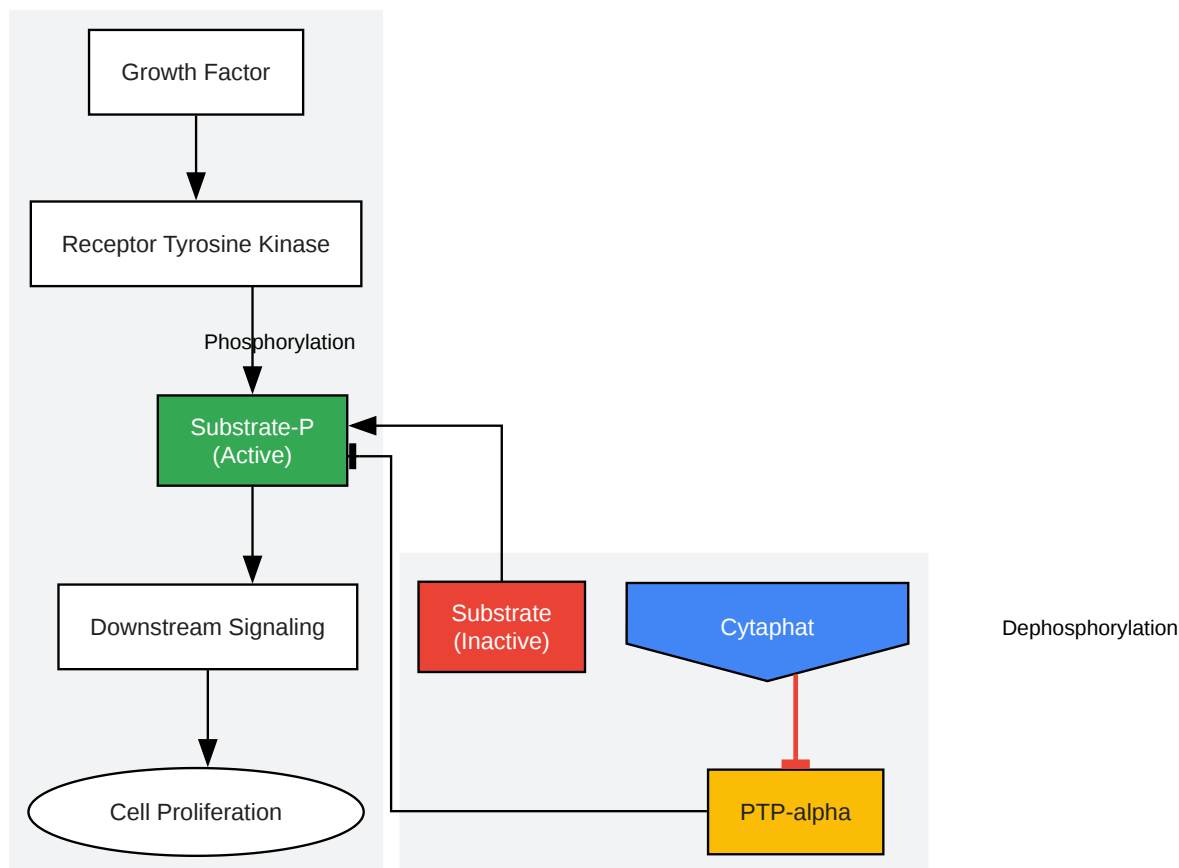 Growth Factor
Receptor Tyrosine Kinase
Phosphorylation
Substrate-P
(Active)
Downstream Signaling
Substrate
(Inactive)
Cytaphat
Dephosphorylation
Cell Proliferation
PTP-alpha